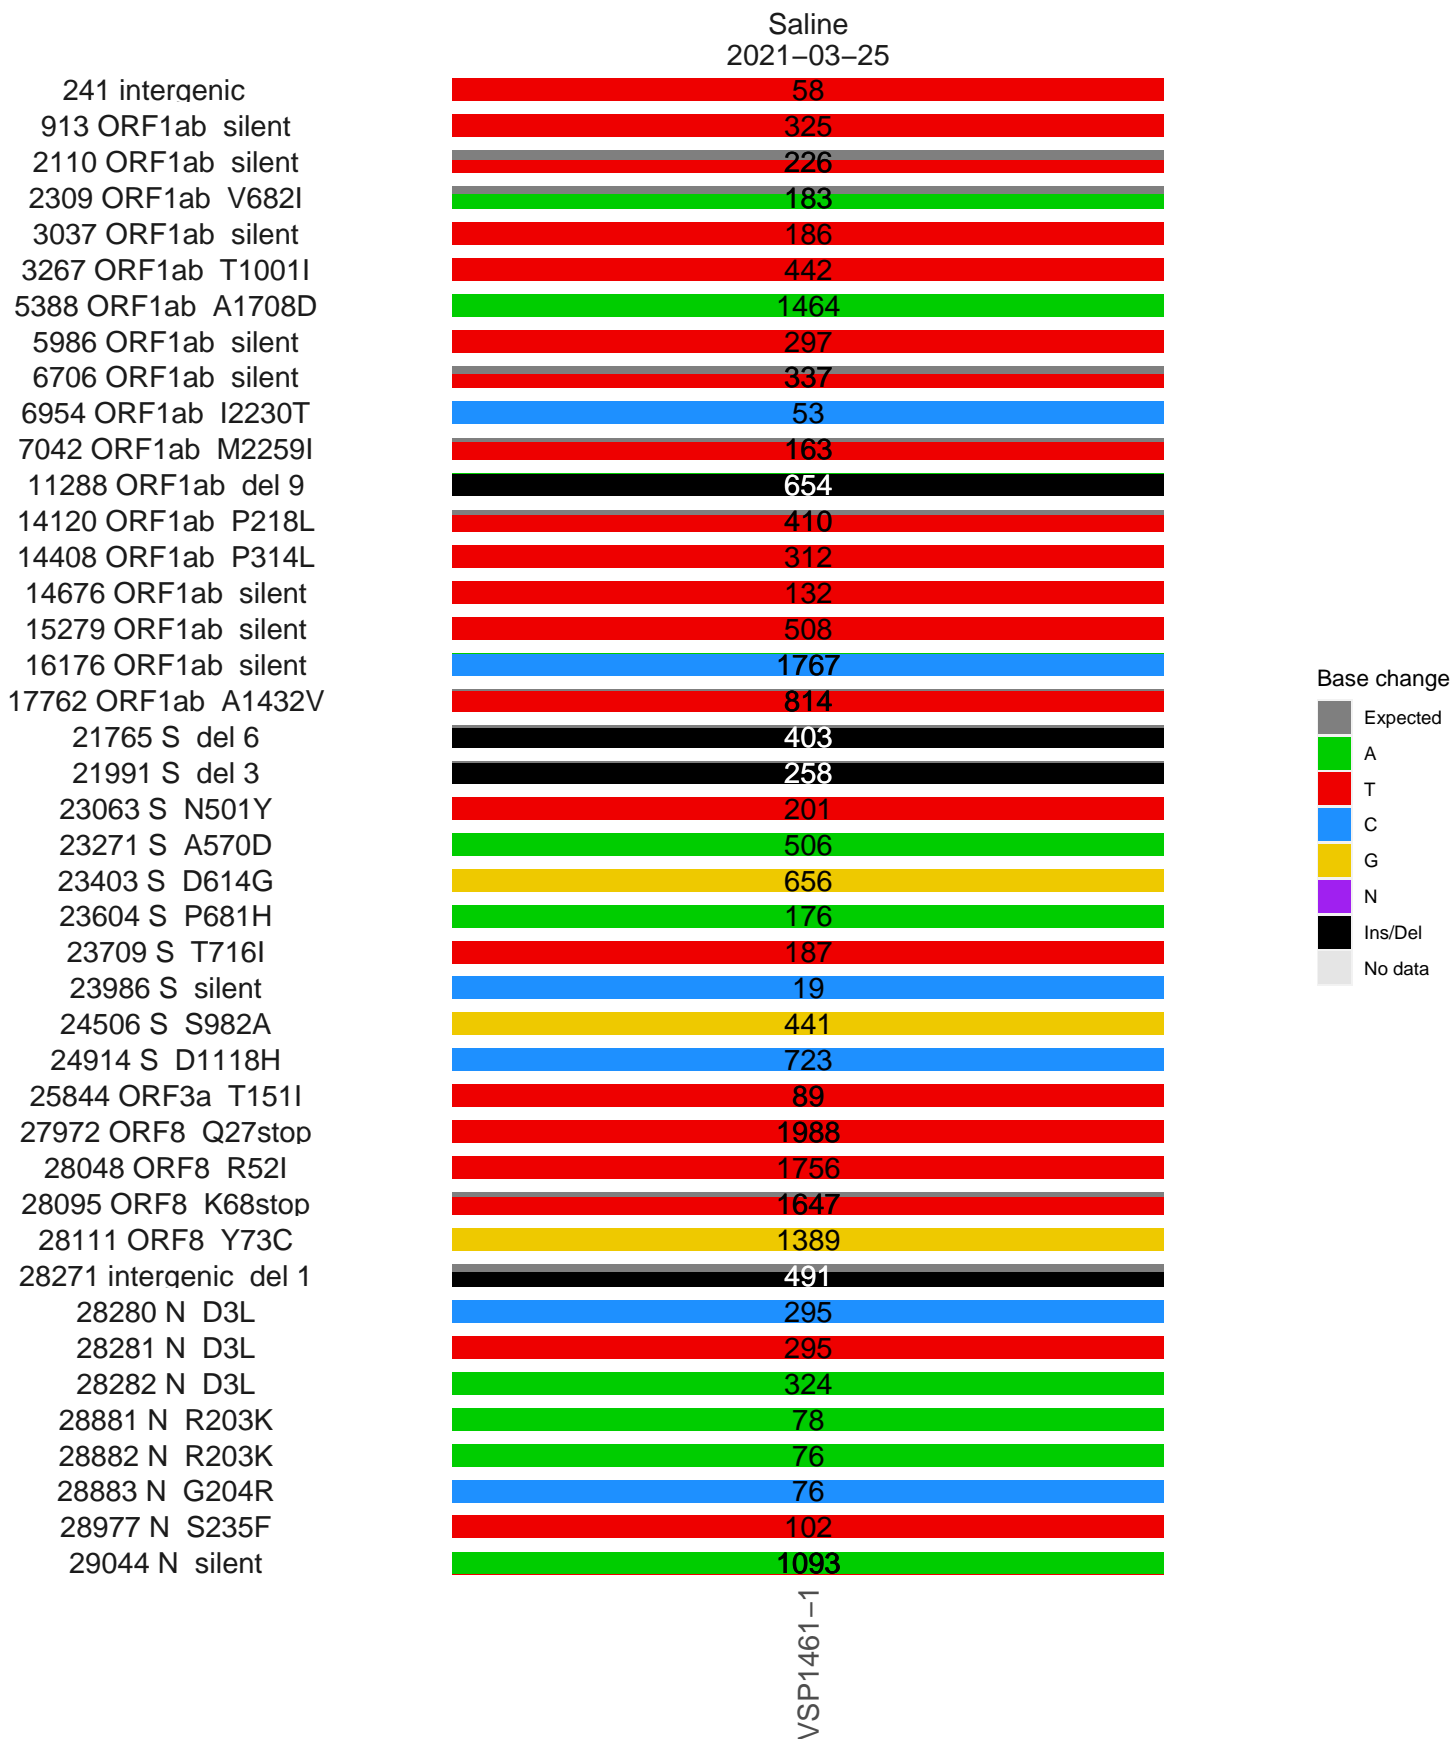 Saline
2021−03−25
241 intergenic 58
913 ORF1ab silent 325
2110 ORF1ab silent 226
2309 ORF1ab V682I 183
3037 ORF1ab silent 186
3267 ORF1ab T1001I 442
5388 ORF1ab A1708D 1464
5986 ORF1ab silent 297
6706 ORF1ab silent 337
6954 ORF1ab I2230T 53
7042 ORF1ab M2259I 163
11288 ORF1ab del 9 654
14120 ORF1ab P218L 410
14408 ORF1ab P314L 312
14676 ORF1ab silent 132
15279 ORF1ab silent 508
16176 ORF1ab silent 1767
17762 ORF1ab A1432V 814
21765 S del 6 403
21991 S del 3 258
23063 S N501Y 201
23271 S A570D 506
23403 S D614G 656
23604 S P681H 176
23709 S T716I 187
23986 S silent 19
24506 S S982A 441
24914 S D1118H 723
25844 ORF3a T151I 89
27972 ORF8 Q27stop 1988
28048 ORF8 R52I 1756
28095 ORF8 K68stop 1647
28111 ORF8 Y73C 1389
28271 intergenic del 1 491
28280 N D3L 295
28281 N D3L 295
28282 N D3L 324
28881 N R203K 78
28882 N R203K 76
28883 N G204R 76
28977 N S235F 102
29044 N silent 1093
VSP1461−1
Base change
Expected
A
T
C
G
N
Ins/Del
No data